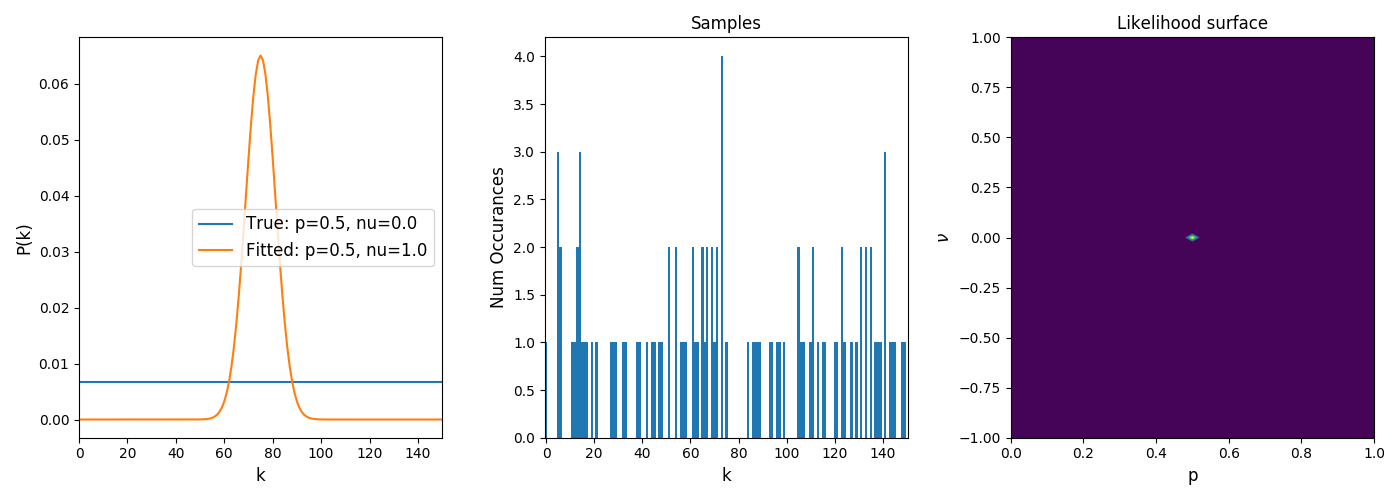 P(k)
0.06
0.05
0.04
0.03
0.02
0.01
0.00
0 20 40 60 80 100 120 140
k
True: p=0.5, nu=0.0
Fitted: p=0.5, nu=1.0
Samples
Num Occurances
4.0
3.5
3.0
2.5
2.0
1.5
1.0
0.5
0.0
0 20 40 60 80 100 120 140
k
Likelihood surface
ν
1.00
0.75
0.50
0.25
0.00
−0.25
−0.50
−0.75
−1.00
0.0 0.2 0.4 0.6 0.8 1.0
p